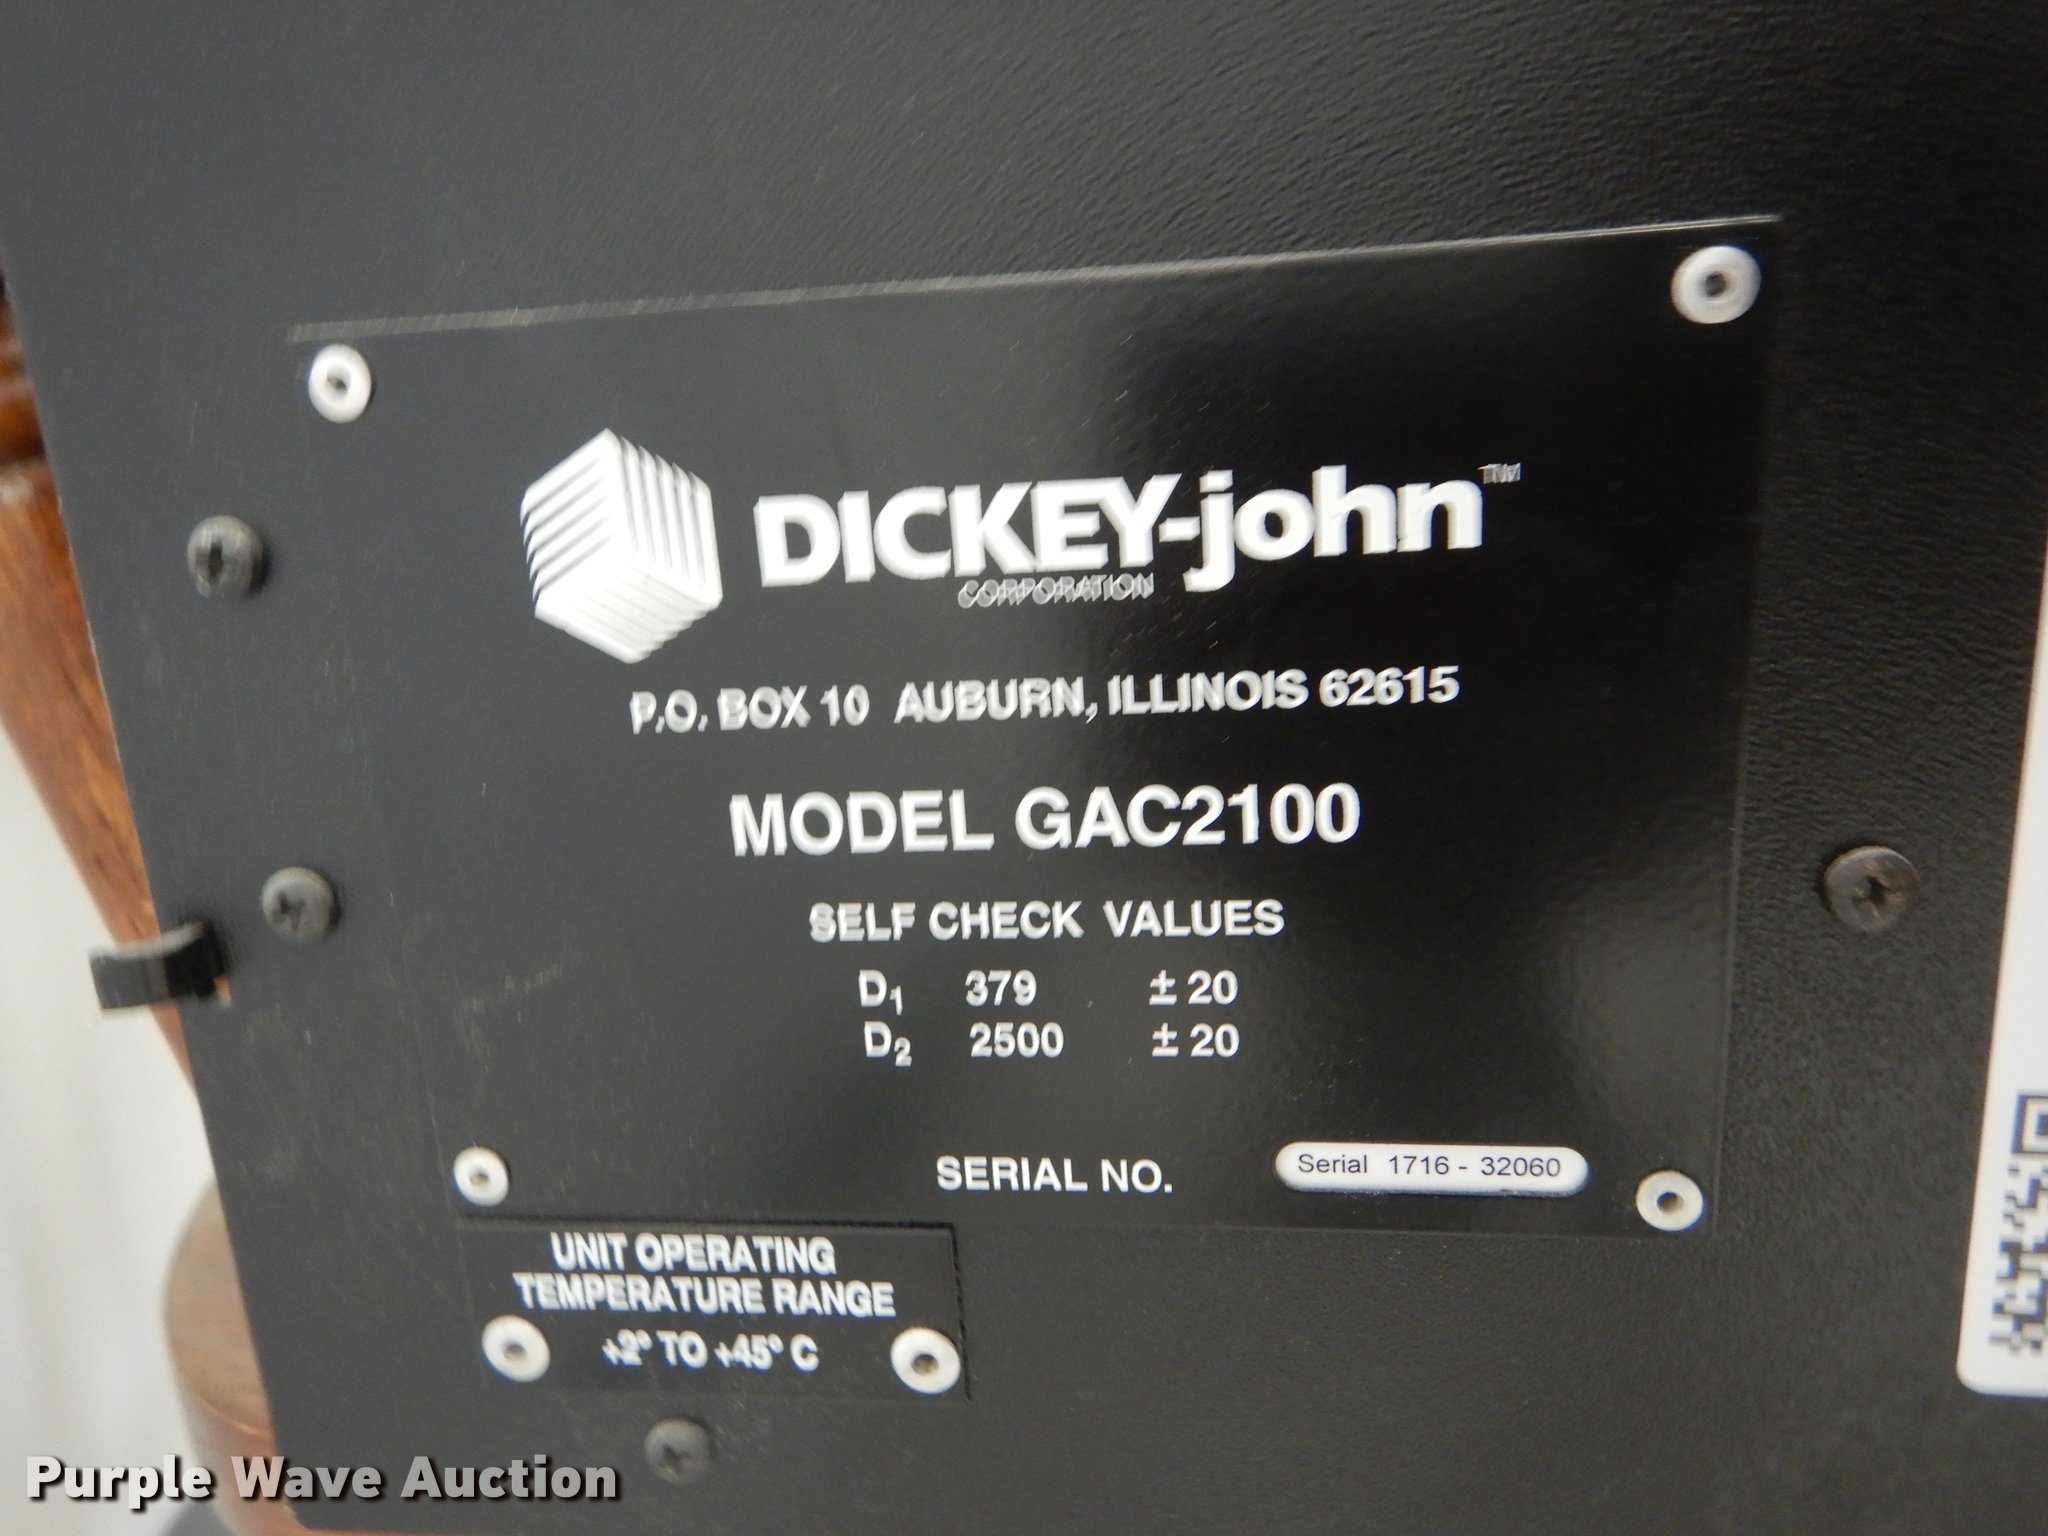 DICKEY-john™
CORPORATION
P.O. BOX 10 AUBURN, ILLINOIS 62615
MODEL GAC2100
SELF CHECK VALUES
D₁ 379 ± 20
D₂ 2500 ± 20
SERIAL NO. Serial 1716 - 32060
UNIT OPERATING
TEMPERATURE RANGE
+2° TO +45° C
Purple Wave Auction